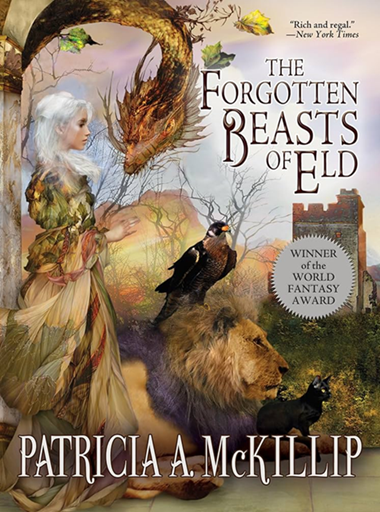 “Rich and regal.”
—New York Times
THE
FORGOTTEN
BEASTS
OF ELD
WINNER
of the
WORLD
FANTASY
AWARD
PATRICIA A. McKILLIP